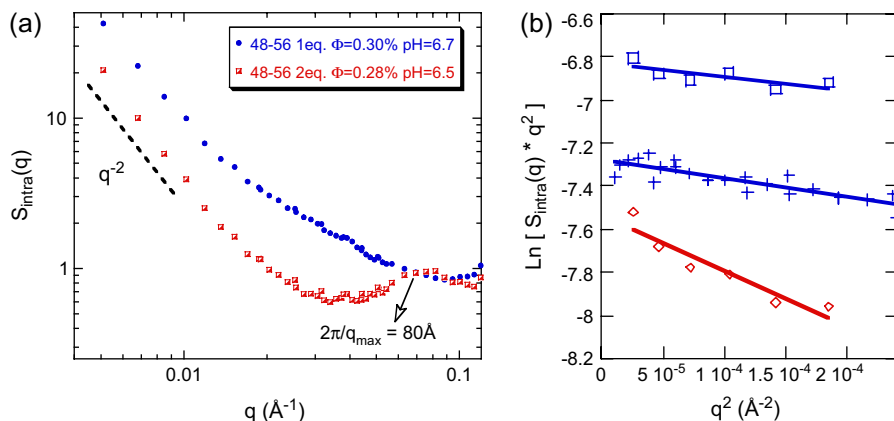 (a)
48-56 1eq. Φ=0.30% pH=6.7
48-56 2eq. Φ=0.28% pH=6.5
10
1
q⁻²
S_intra(q)
2π/q_max = 80Å
0.01
0.1
q (Å⁻¹)
(b)
-6.6
-6.8
-7
-7.2
-7.4
-7.6
-7.8
-8
-8.2
Ln [ S_intra(q) * q² ]
0
5 10⁻⁵
1 10⁻⁴
1.5 10⁻⁴
2 10⁻⁴
q² (Å⁻²)